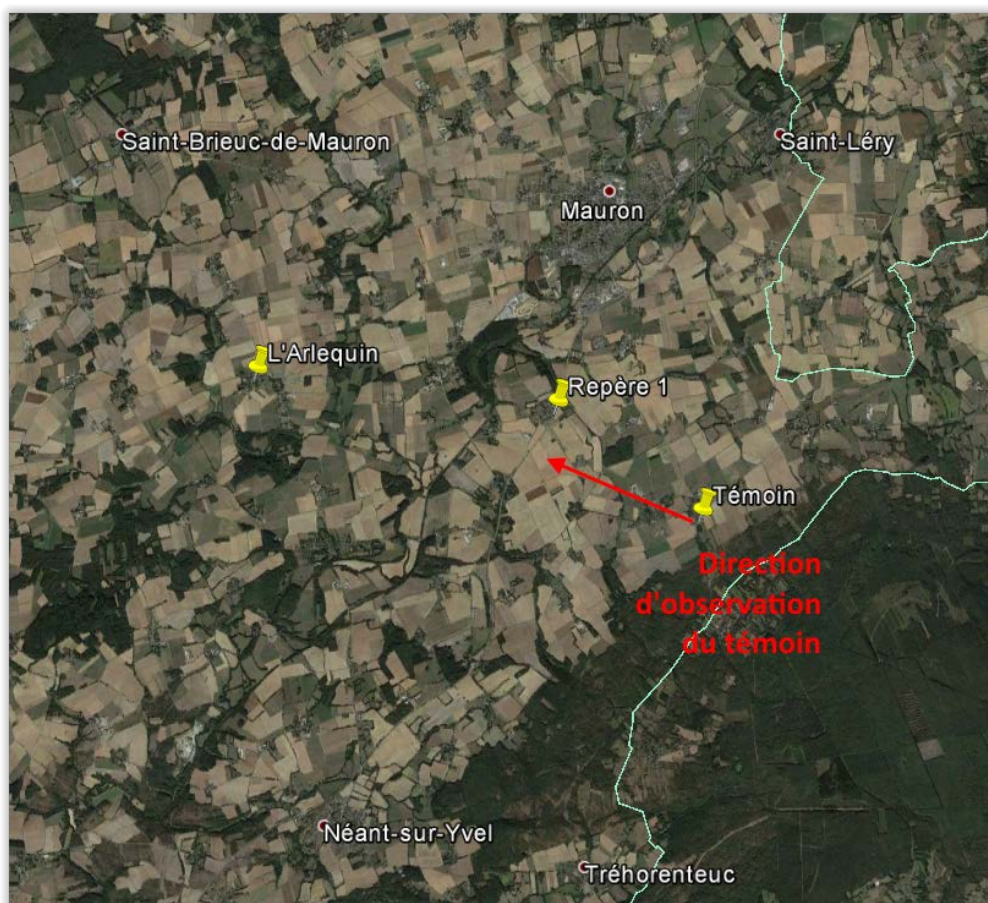 Saint-Brieuc-de-Mauron
Saint-Léry
Mauron
L'Arlequin
Repère 1
Témoin
Direction
d'observation
du témoin
Néant-sur-Yvel
Tréhorenteuc